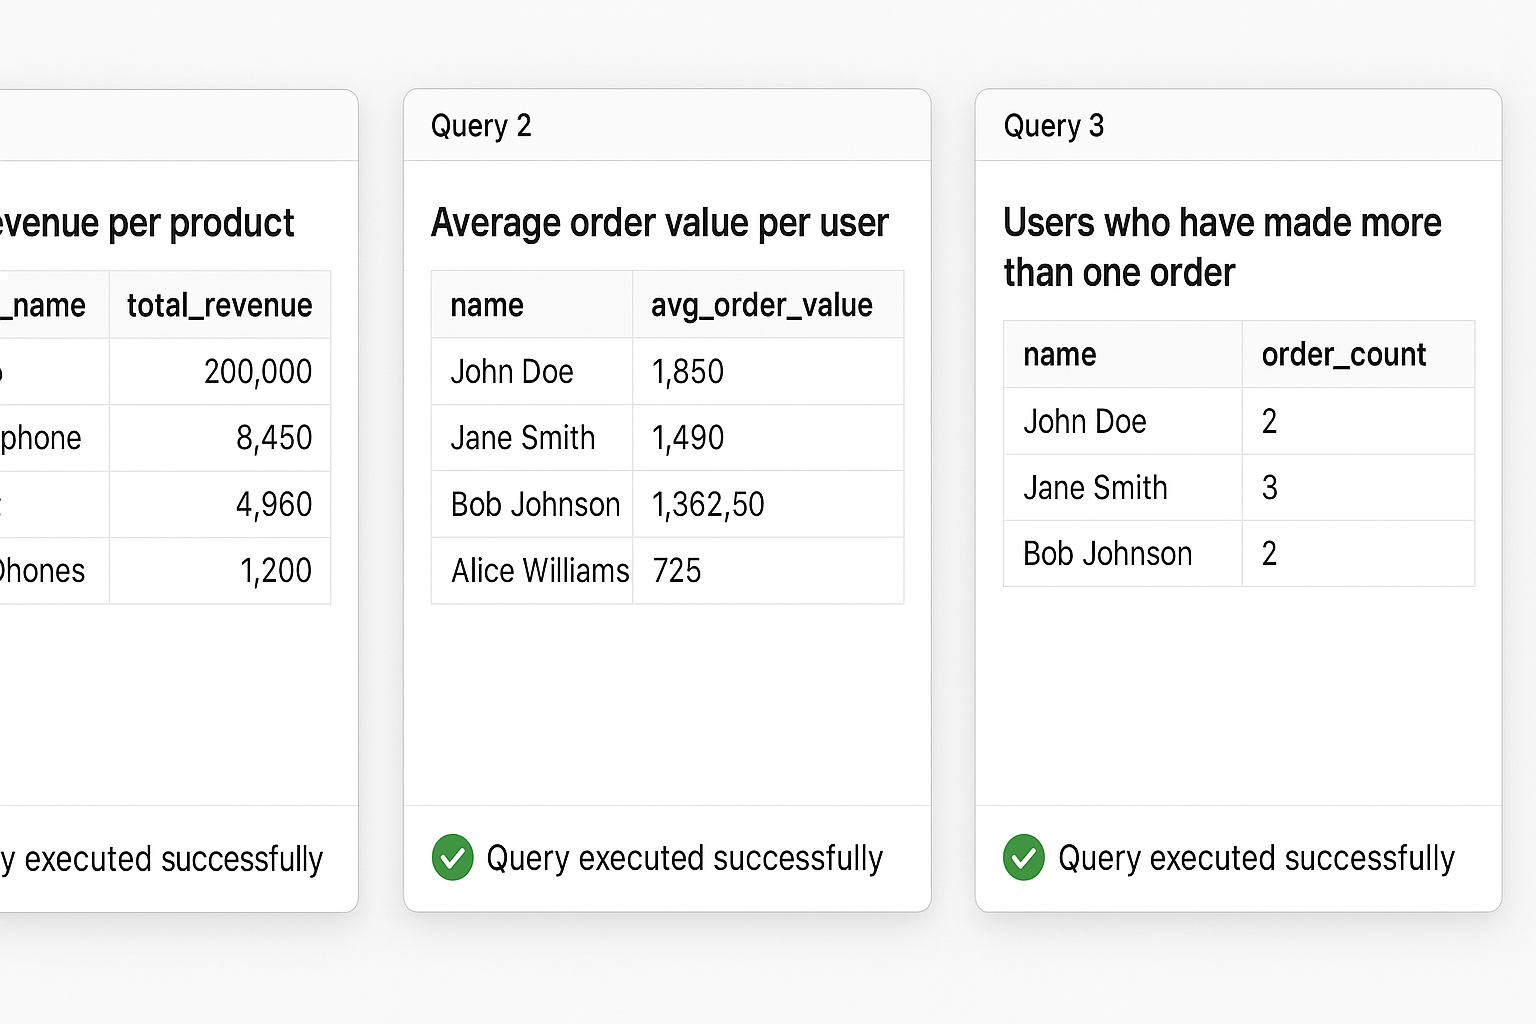 evenue per product
_name total_revenue
200,000
phone 8,450
4,960
hones 1,200
y executed successfully
Query 2
Average order value per user
name avg_order_value
John Doe 1,850
Jane Smith 1,490
Bob Johnson 1,362,50
Alice Williams 725
Query executed successfully
Query 3
Users who have made more
than one order
name order_count
John Doe 2
Jane Smith 3
Bob Johnson 2
Query executed successfully